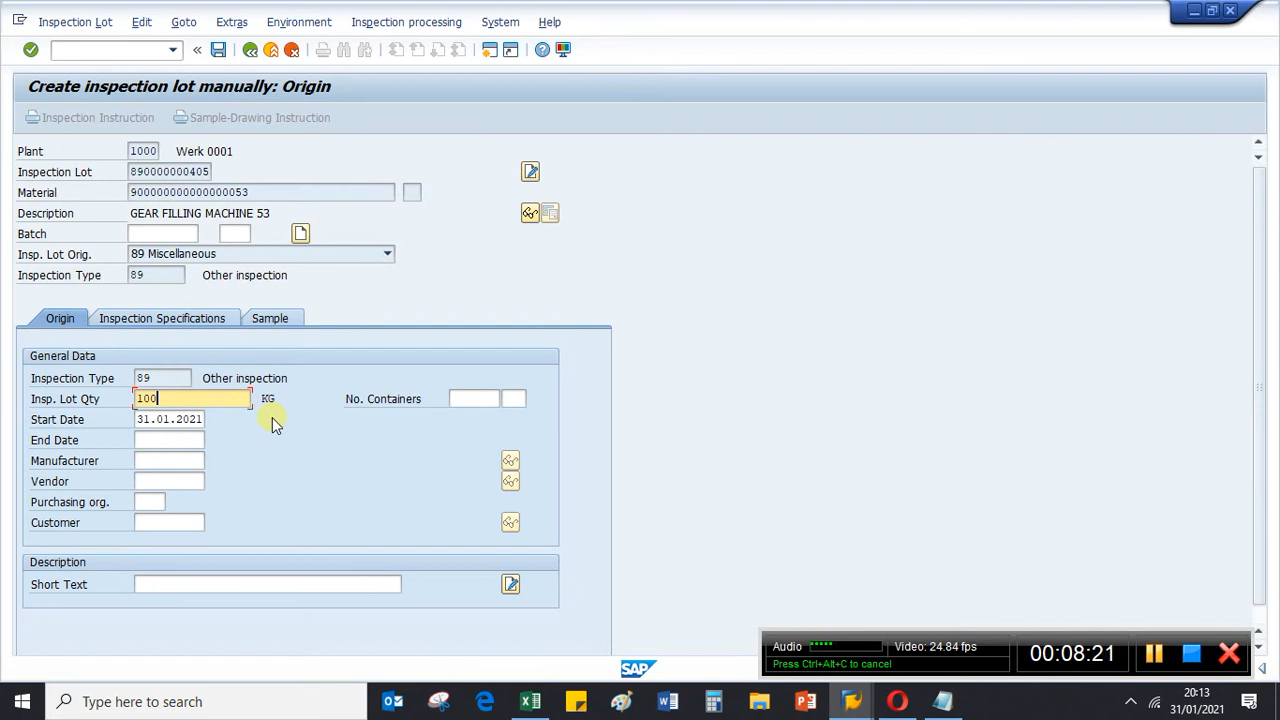 Inspection Lot Edit Goto Extras Environment Inspection processing System Help
Create inspection lot manually: Origin
Inspection Instruction Sample-Drawing Instruction
Plant 1000 Werk 0001
Inspection Lot 890000000405
Material 900000000000000053
Description GEAR FILLING MACHINE 53
Batch
Insp. Lot Orig. 89 Miscellaneous
Inspection Type 89 Other inspection
Origin Inspection Specifications Sample
General Data
Inspection Type 89 Other inspection
Insp. Lot Qty 100 KG No. Containers
Start Date 31.01.2021
End Date
Manufacturer
Vendor
Purchasing org.
Customer
Description
Short Text
Audio Video: 24.84 fps 00:08:21
Press Ctrl+Alt+C to cancel
SAP
Type here to search 20:13
31/01/2021